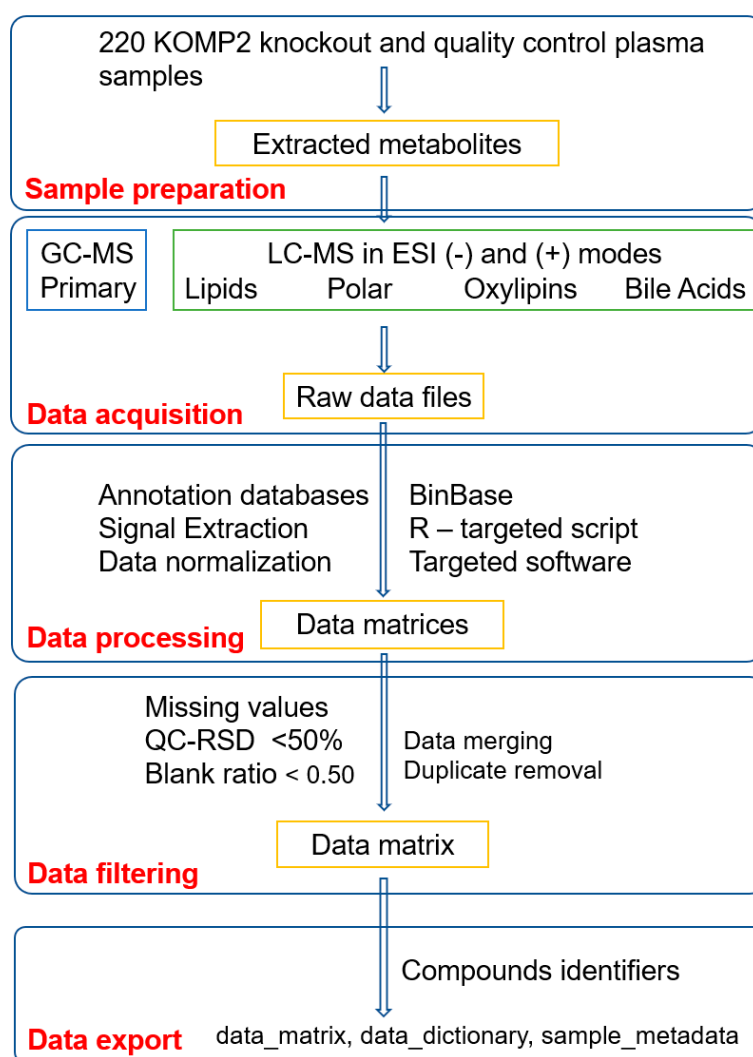 220 KOMP2 knockout and quality control plasma
samples
Extracted metabolites
Sample preparation
GC-MS
Primary
LC-MS in ESI (-) and (+) modes
Lipids Polar Oxylipins Bile Acids
Raw data files
Data acquisition
Annotation databases
Signal Extraction
Data normalization
BinBase
R – targeted script
Targeted software
Data matrices
Data processing
Missing values
QC-RSD <50%
Blank ratio < 0.50
Data merging
Duplicate removal
Data matrix
Data filtering
Compounds identifiers
Data export
data_matrix, data_dictionary, sample_metadata